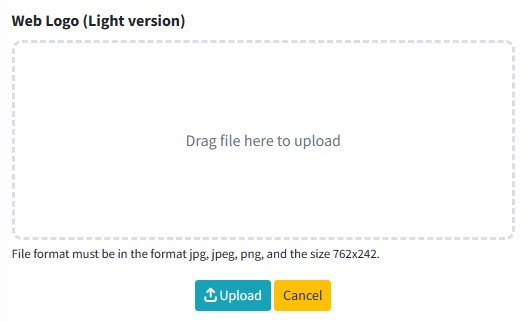 Web Logo (Light version)
Drag file here to upload
File format must be in the format jpg, jpeg, png, and the size 762x242.
Upload Cancel